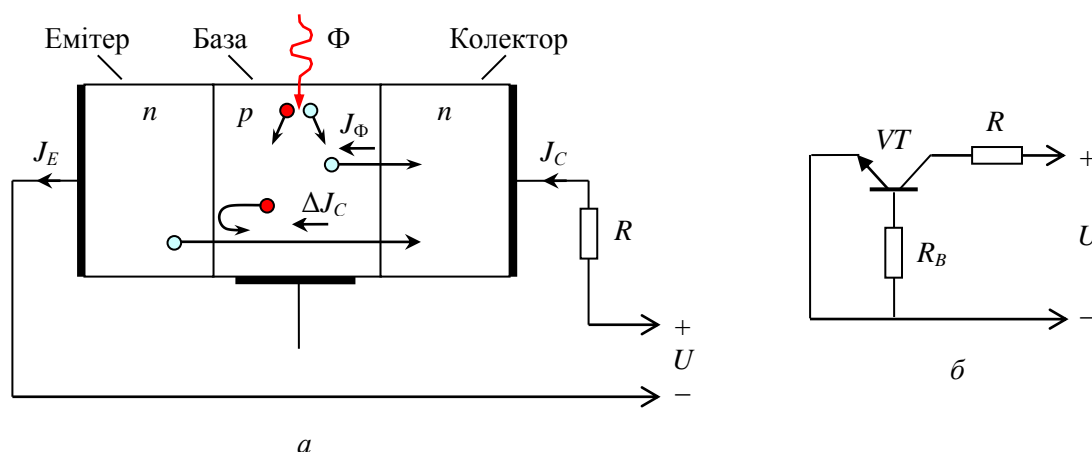 Емітер База Ф Колектор
n p n
J_Ф
J_E J_C
ΔJ_C
R
+
U
−
а
VT R
+
U
R_B
−
б